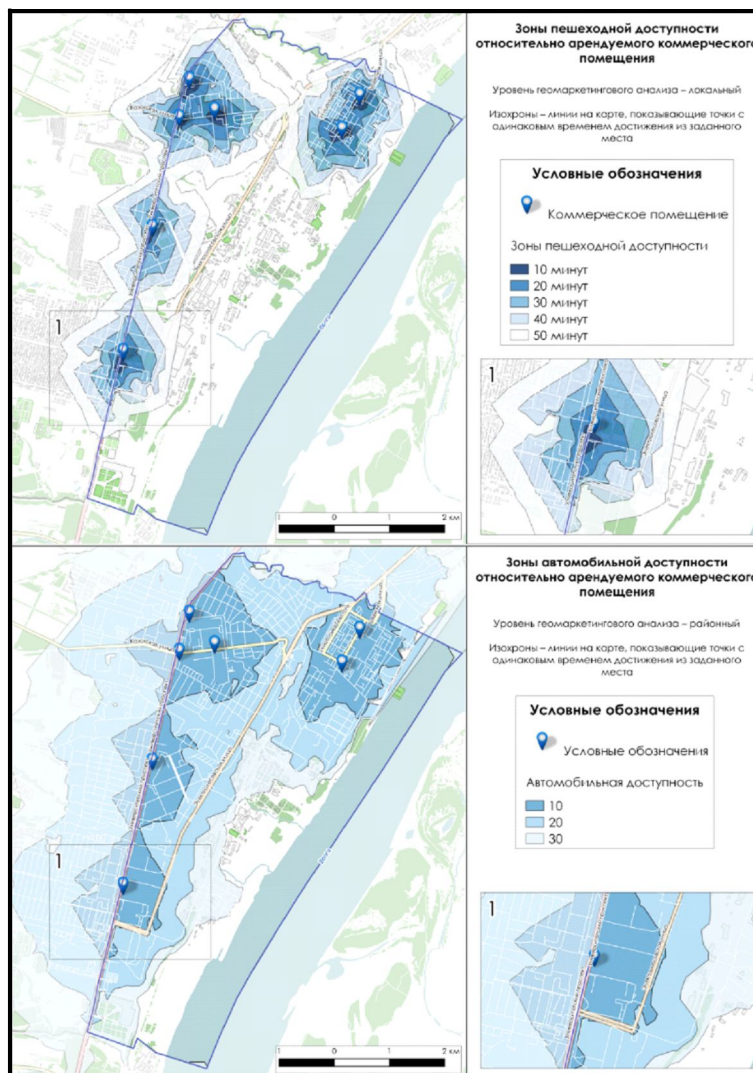 Зоны пешеходной доступности
относительно арендуемого коммерческого
помещения
Уровень геомаркетингового анализа – локальный
Изохроны – линии на карте, показывающие точки с
одинаковым временем достижения из заданного
места
Условные обозначения
Коммерческое помещение
Зоны пешеходной доступности
10 минут
20 минут
30 минут
40 минут
50 минут
1
1
1 0 1 2 км
Зоны автомобильной доступности
относительно арендуемого коммерческого
помещения
Уровень геомаркетингового анализа – районный
Изохроны – линии на карте, показывающие точки с
одинаковым временем достижения из заданного
места
Условные обозначения
Условные обозначения
Автомобильная доступность
10
20
30
1
1
1 0 1 2 км